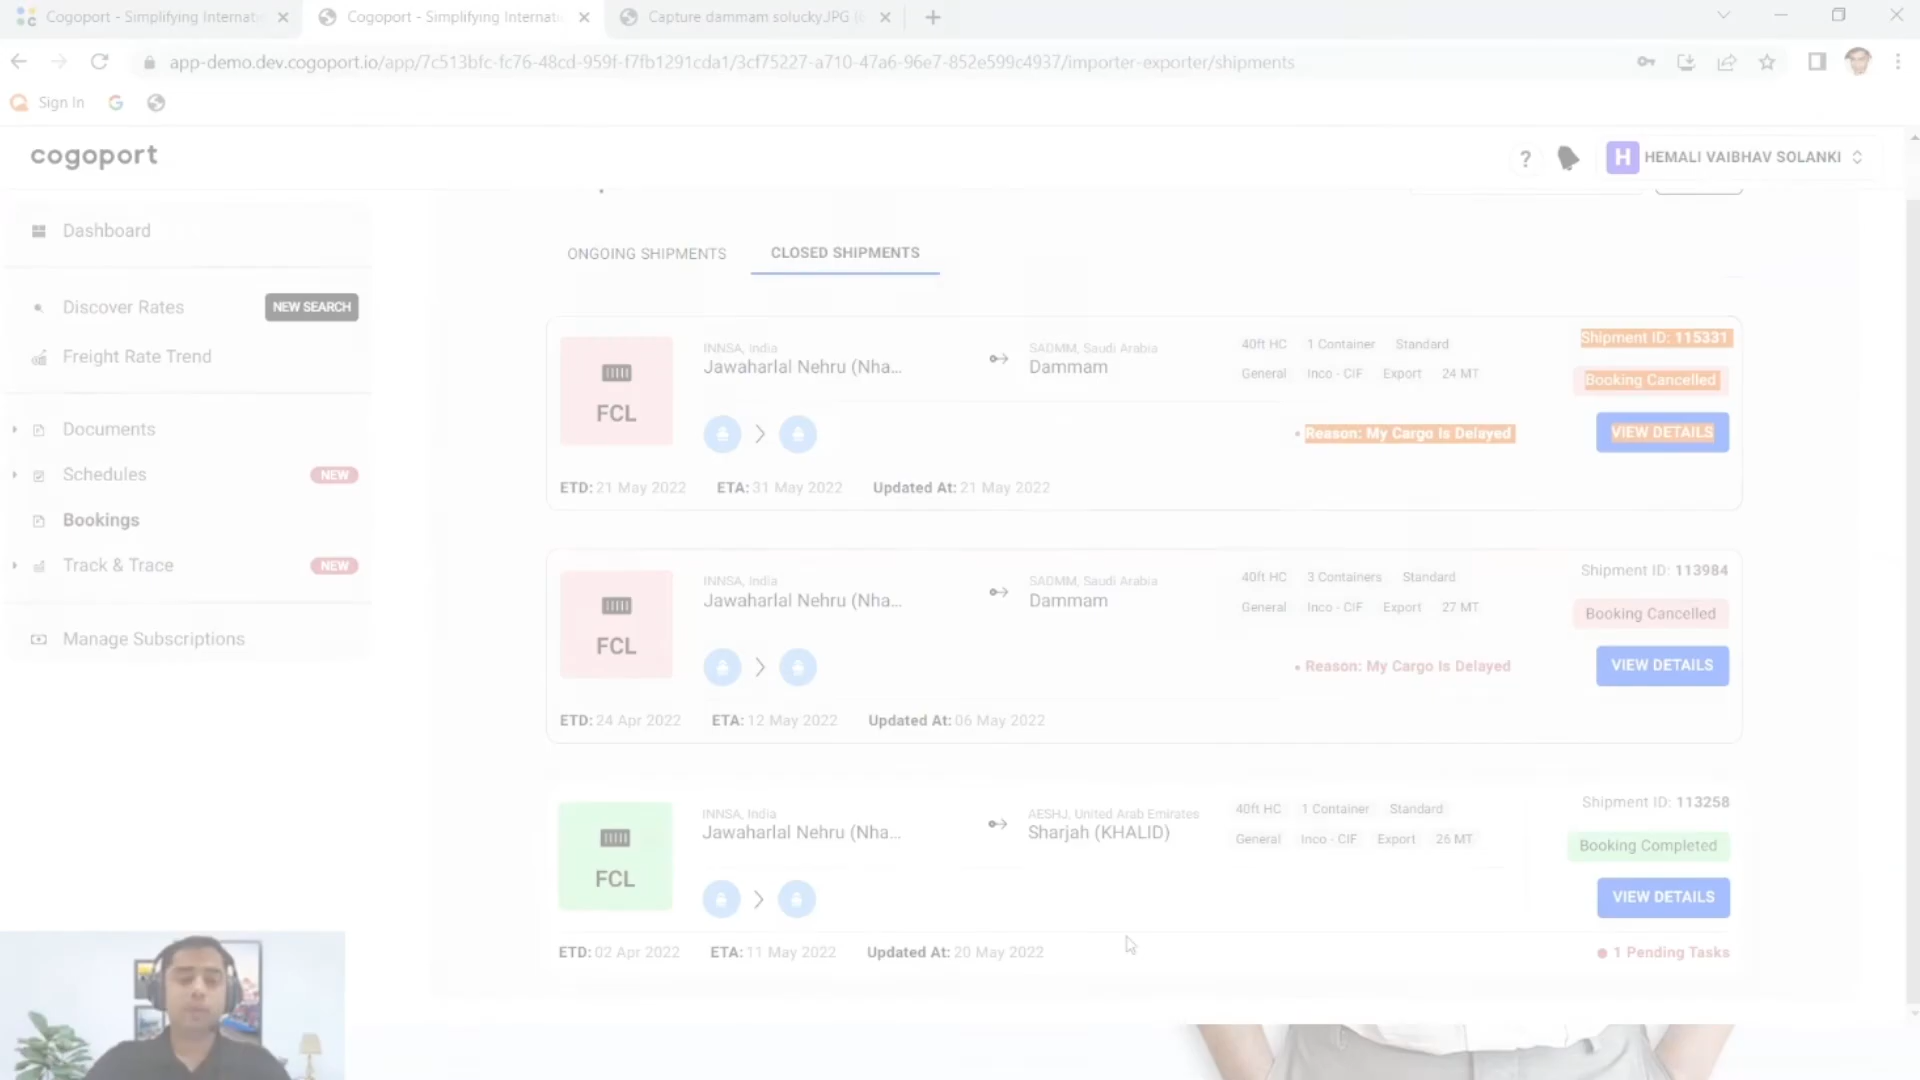 Cogoport - Simplifying Internatio
Cogoport - Simplifying Internatio
Capture dammam soluckyJPG (
app-demo.dev.cogoport.io/app/7c513bfc-fc76-48cd-959f-f7fb1291cda1/3cf75227-a710-47a6-96e7-852e599c4937/importer-exporter/shipments
Sign In
cogoport
?
H HEMALI VAIBHAV SOLANKI
Dashboard
Discover Rates NEW SEARCH
Freight Rate Trend
Documents
Schedules NEW
Bookings
Track & Trace NEW
Manage Subscriptions
ONGOING SHIPMENTS CLOSED SHIPMENTS
FCL
INNSA, India
Jawaharlal Nehru (Nha...
SADMM, Saudi Arabia
Dammam
40ft HC 1 Container Standard
General Inco - CIF Export 24 MT
Shipment ID: 115331
Booking Cancelled
• Reason: My Cargo Is Delayed
VIEW DETAILS
ETD: 21 May 2022 ETA: 31 May 2022 Updated At: 21 May 2022
FCL
INNSA, India
Jawaharlal Nehru (Nha...
SADMM, Saudi Arabia
Dammam
40ft HC 3 Containers Standard
General Inco - CIF Export 27 MT
Shipment ID: 113984
Booking Cancelled
• Reason: My Cargo Is Delayed
VIEW DETAILS
ETD: 24 Apr 2022 ETA: 12 May 2022 Updated At: 06 May 2022
FCL
INNSA, India
Jawaharlal Nehru (Nha...
AESHJ, United Arab Emirates
Sharjah (KHALID)
40ft HC 1 Container Standard
General Inco - CIF Export 26 MT
Shipment ID: 113258
Booking Completed
VIEW DETAILS
ETD: 02 Apr 2022 ETA: 11 May 2022 Updated At: 20 May 2022
1 Pending Tasks